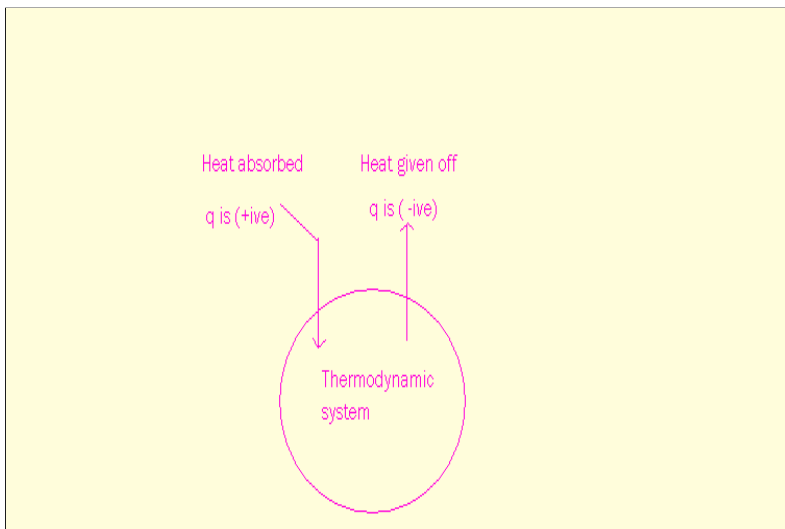 Heat absorbed
Heat given off
q is (+ive)
q is ( -ive)
Thermodynamic
system